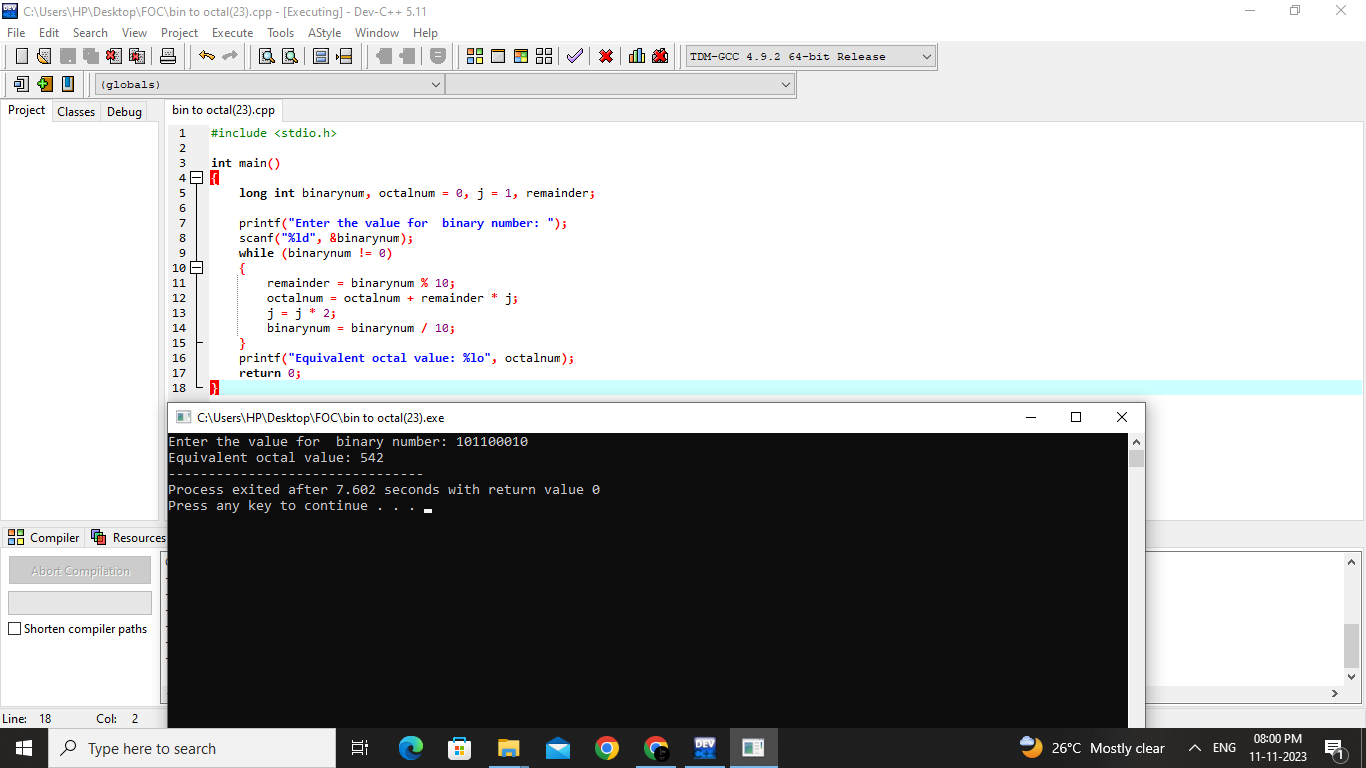 C:\Users\HP\Desktop\FOC\bin to octal(23).cpp - [Executing] - Dev-C++ 5.11
File Edit Search View Project Execute Tools AStyle Window Help
TDM-GCC 4.9.2 64-bit Release
(globals)
Project Classes Debug
bin to octal(23).cpp
1 #include <stdio.h>
2
3 int main()
4 {
5 long int binarynum, octalnum = 0, j = 1, remainder;
6
7 printf("Enter the value for  binary number: ");
8 scanf("%ld", &binarynum);
9 while (binarynum != 0)
10 {
11 remainder = binarynum % 10;
12 octalnum = octalnum + remainder * j;
13 j = j * 2;
14 binarynum = binarynum / 10;
15 }
16 printf("Equivalent octal value: %lo", octalnum);
17 return 0;
18 }
C:\Users\HP\Desktop\FOC\bin to octal(23).exe
Enter the value for  binary number: 101100010
Equivalent octal value: 542
--------------------------------
Process exited after 7.602 seconds with return value 0
Press any key to continue . . .
Compiler Resources
Abort Compilation
Shorten compiler paths
Line: 18 Col: 2
Type here to search
DEV
26°C Mostly clear
ENG
08:00 PM
11-11-2023
1